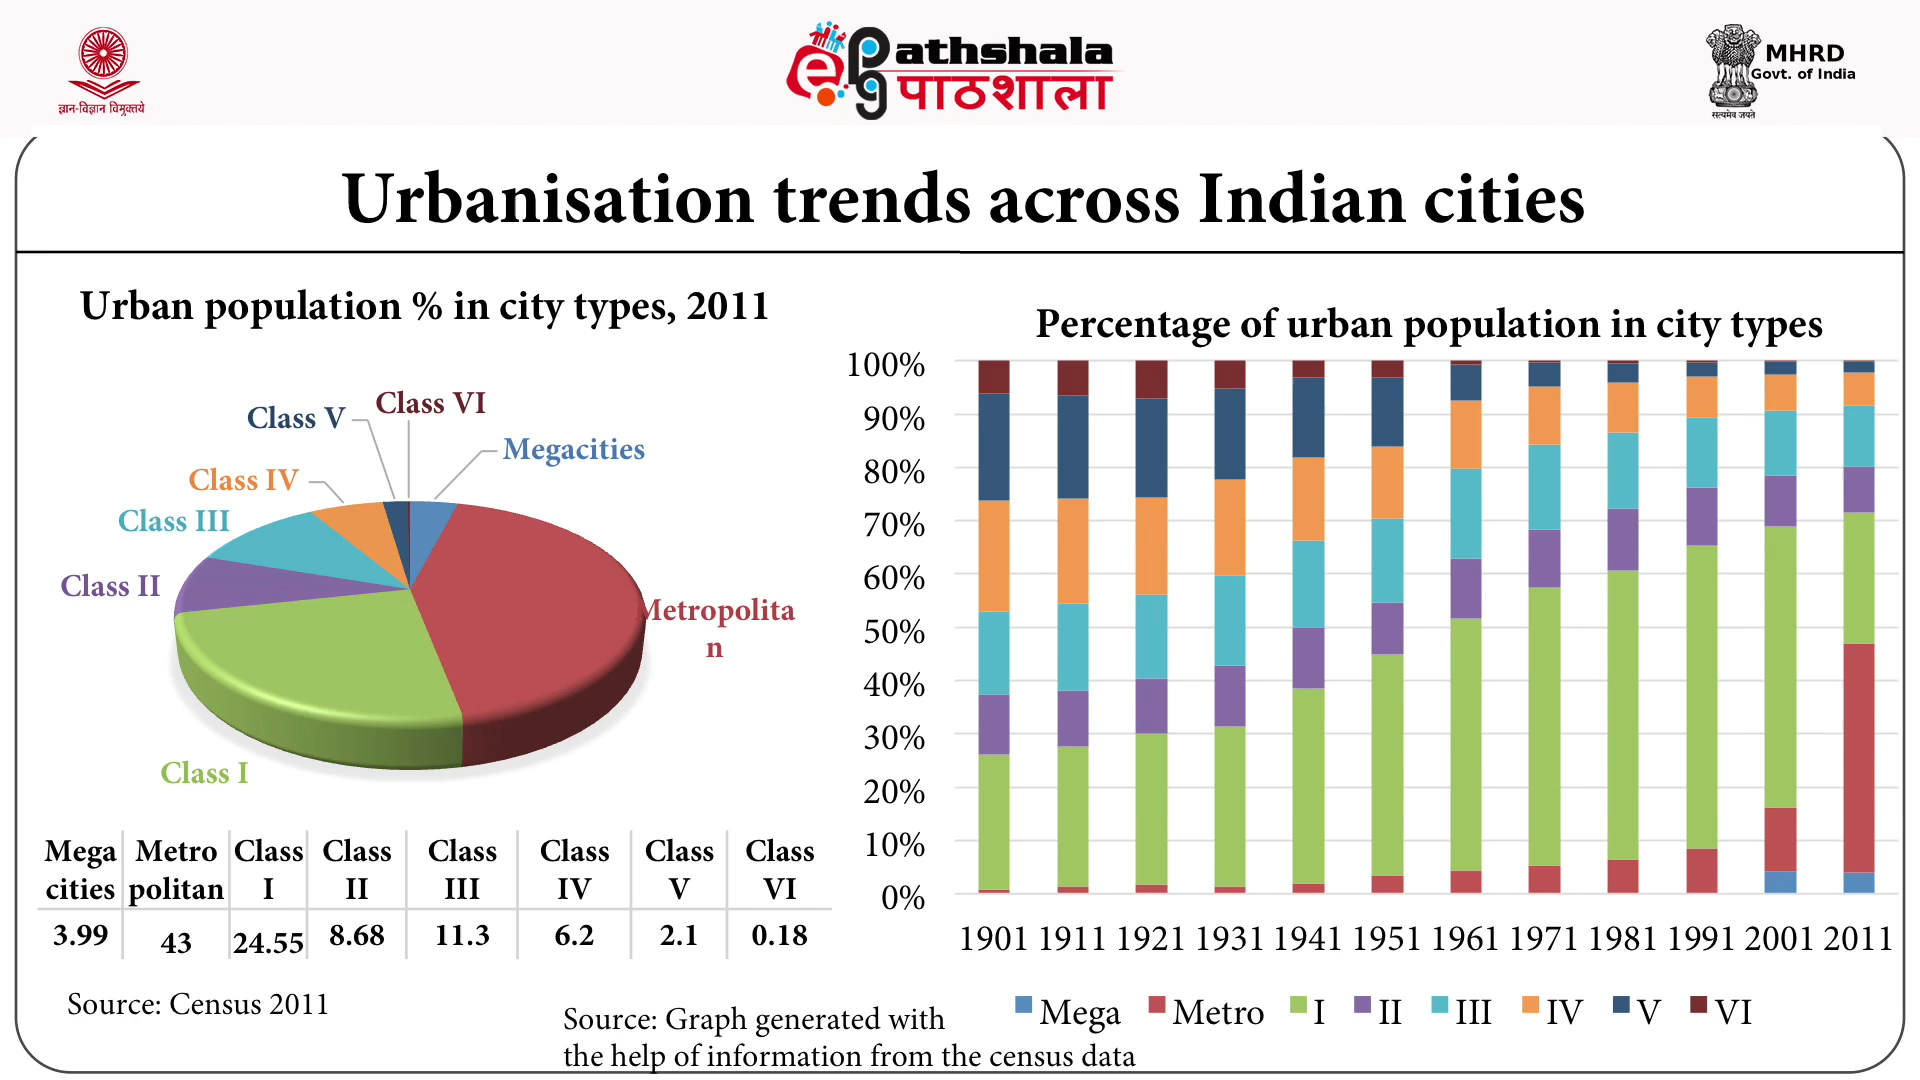 ज्ञान-विज्ञान विमुक्तये
ePathshala
पाठशाला
MHRD
Govt. of India
सत्यमेव जयते
Urbanisation trends across Indian cities
Urban population % in city types, 2011
Class VI
Class V
Megacities
Class IV
Class III
Class II
Metropolita
n
Class I
Mega cities
Metro politan
Class I
Class II
Class III
Class IV
Class V
Class VI
3.99 43 24.55 8.68 11.3 6.2 2.1 0.18
Source: Census 2011
Percentage of urban population in city types
100%
90%
80%
70%
60%
50%
40%
30%
20%
10%
0%
1901 1911 1921 1931 1941 1951 1961 1971 1981 1991 2001 2011
Mega Metro I II III IV V VI
Source: Graph generated with
the help of information from the census data